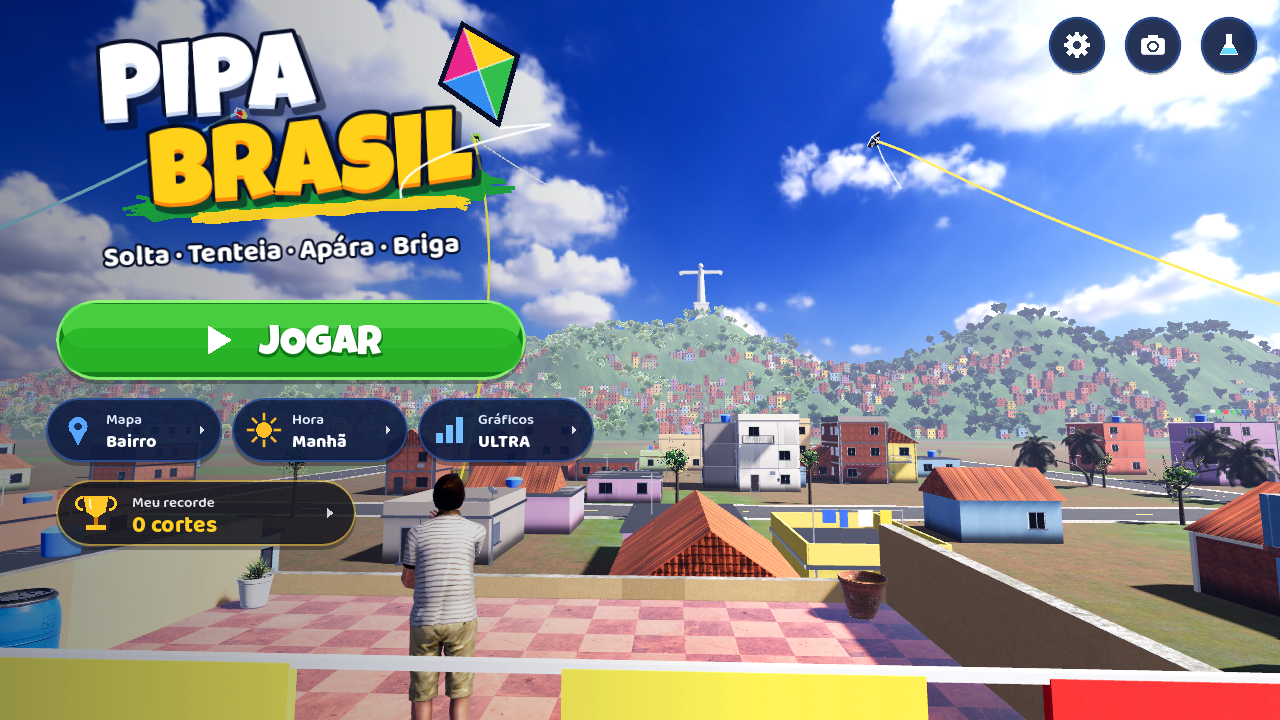 PIPA
BRASIL
Solta · Tenteia · Apára · Briga
JOGAR
Mapa
Bairro
Hora
Manhã
Gráficos
ULTRA
Meu recorde
0 cortes